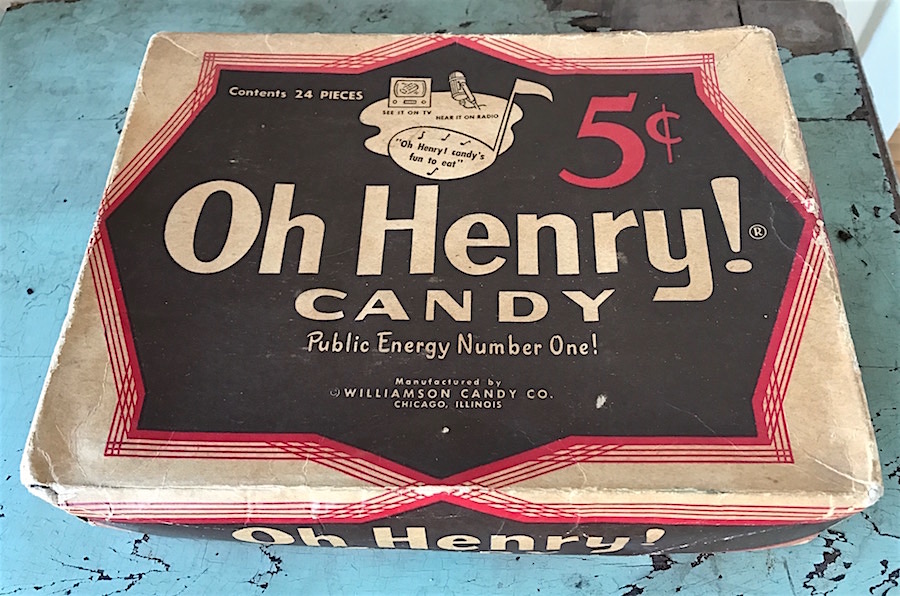 Contents 24 PIECES
SEE IT ON TV
HEAR IT ON RADIO
"Oh Henry! candy's
fun to eat"
5¢
Oh Henry!®
CANDY
Public Energy Number One!
Manufactured by
©WILLIAMSON CANDY CO.
CHICAGO, ILLINOIS
Oh Henry!